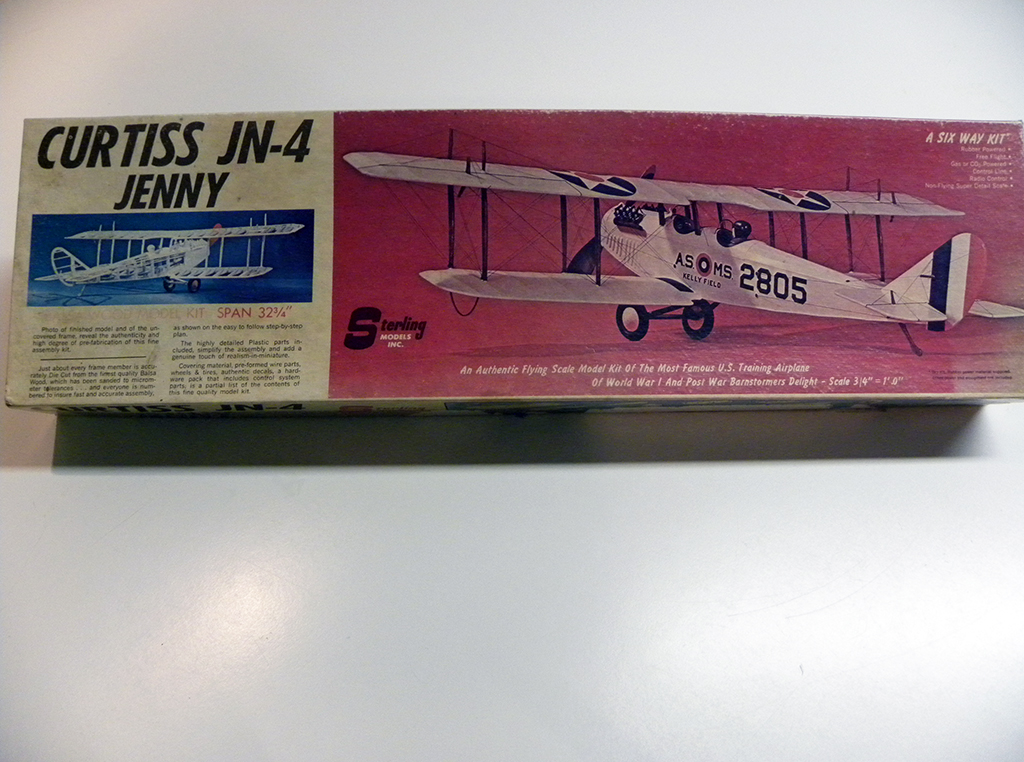 CURTISS JN-4
JENNY
MODEL KIT SPAN 32¾"
Photo of finished model and of the un-
covered frame, reveal the authenticity and
high degree of pre-fabrication of this fine
assembly kit.
Just about every frame member is accu-
rately Die Cut from the finest quality Balsa
Wood, which has been sanded to microm-
eter tolerances . . . and everyone is num-
bered to insure fast and accurate assembly,
as shown on the easy to follow step-by-step
plan.
The highly detailed Plastic parts in-
cluded, simplify the assembly and add a
genuine touch of realism-in-miniature.
Covering material, pre-formed wire parts,
wheels & tires, authentic decals, a hard-
ware pack that includes control system
parts, is a partial list of the contents of
this fine quality model kit.
A SIX WAY KIT
Rubber Powered •
Free Flight •
Gas or CO2 Powered •
Control Line •
Radio Control •
Non-Flying Super Detail Scale •
A.S. M.S 2805
KELLY FIELD
Sterling
MODELS
INC.
An Authentic Flying Scale Model Kit Of The Most Famous U.S. Training Airplane
Of World War I And Post War Barnstormers Delight - Scale 3/4" = 1'.0"
CURTISS JN-4